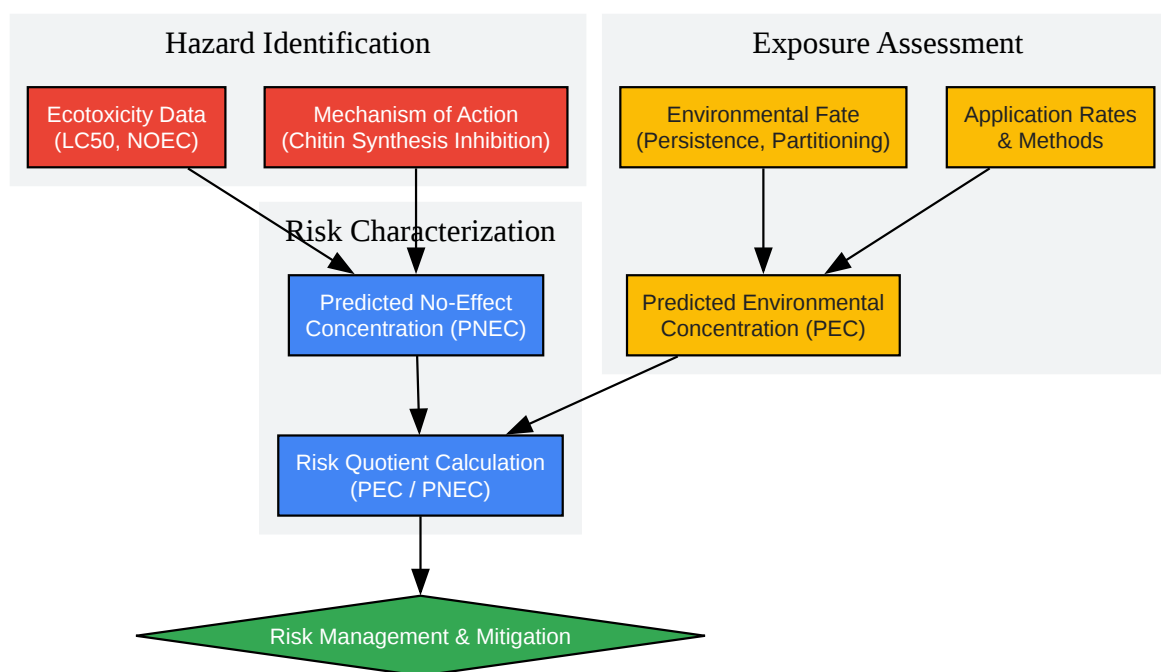 Hazard Identification
Exposure Assessment
Ecotoxicity Data
(LC50, NOEC)
Mechanism of Action
(Chitin Synthesis Inhibition)
Environmental Fate
(Persistence, Partitioning)
Application Rates
& Methods
Risk Characterization
Predicted No-Effect
Concentration (PNEC)
Predicted Environmental
Concentration (PEC)
Risk Quotient Calculation
(PEC / PNEC)
Risk Management & Mitigation